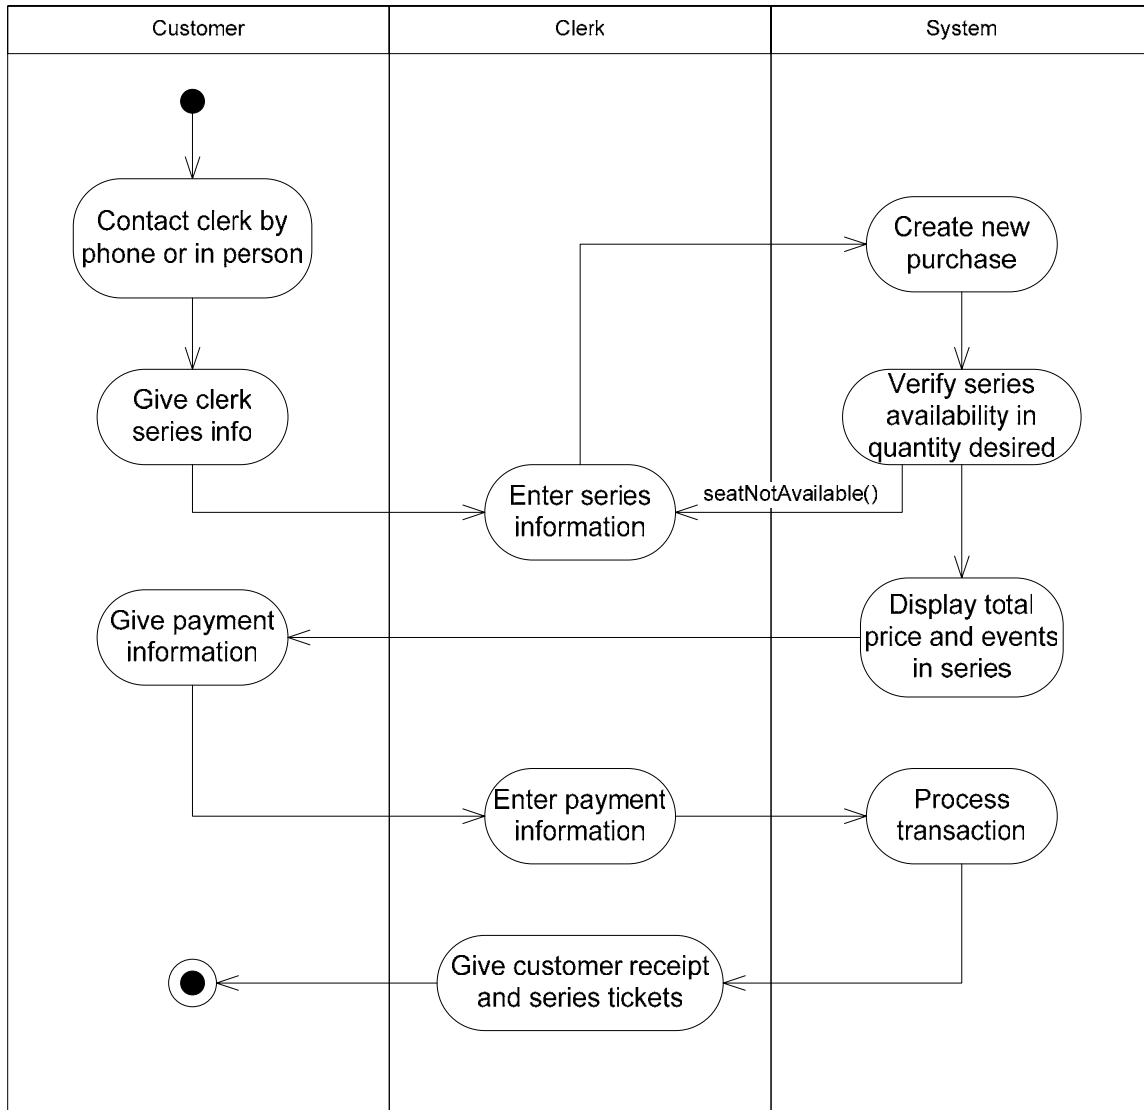 Customer
Clerk
System
Contact clerk by
phone or in person
Create new
purchase
Give clerk
series info
Verify series
availability in
quantity desired
Enter series
information
seatNotAvailable()
Give payment
information
Display total
price and events
in series
Enter payment
information
Process
transaction
Give customer receipt
and series tickets